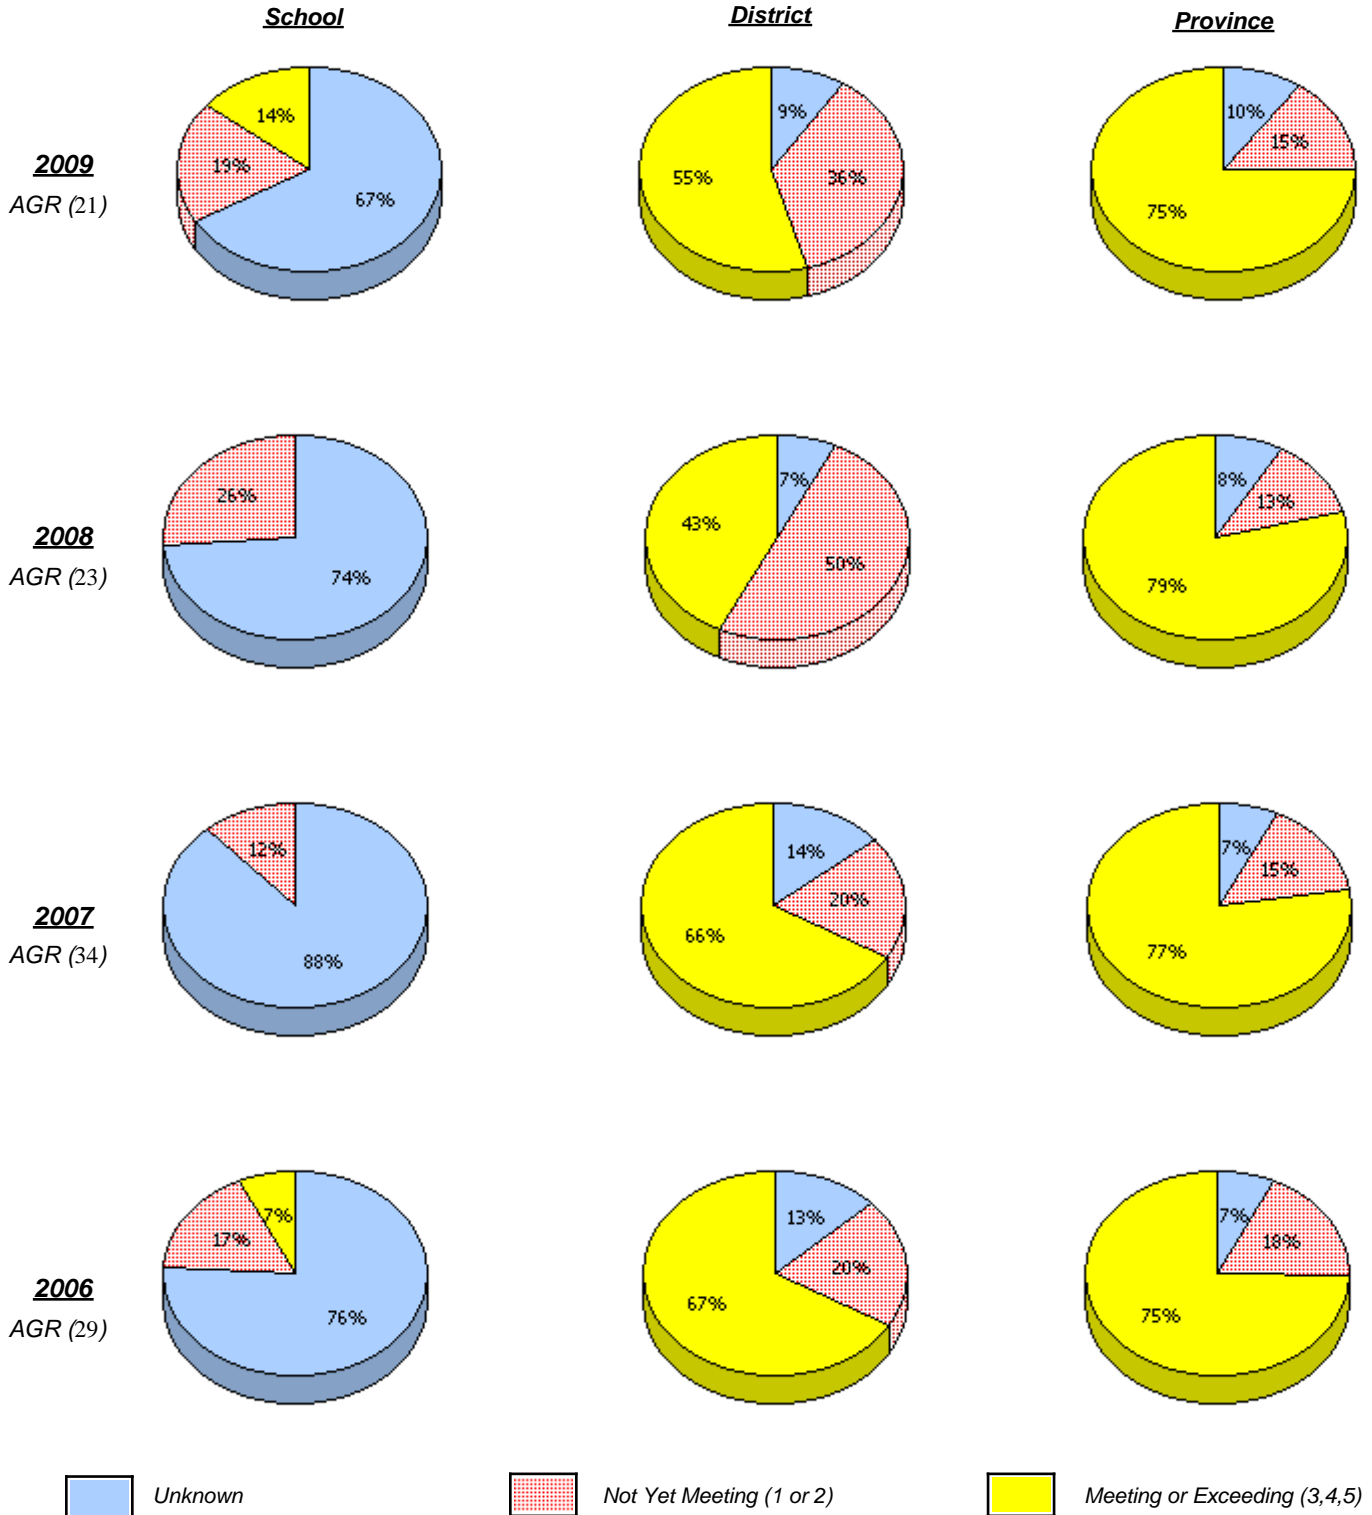 School District Province
14% 9% 10%
19% 67% 55% 36% 15% 75%
2009
AGR (21)
26% 74% 7% 43% 50% 8% 13% 79%
2008
AGR (23)
12% 88% 14% 20% 66% 7% 15% 77%
2007
AGR (34)
7% 17% 76% 13% 20% 67% 7% 18% 75%
2006
AGR (29)
Unknown Not Yet Meeting (1 or 2) Meeting or Exceeding (3,4,5)